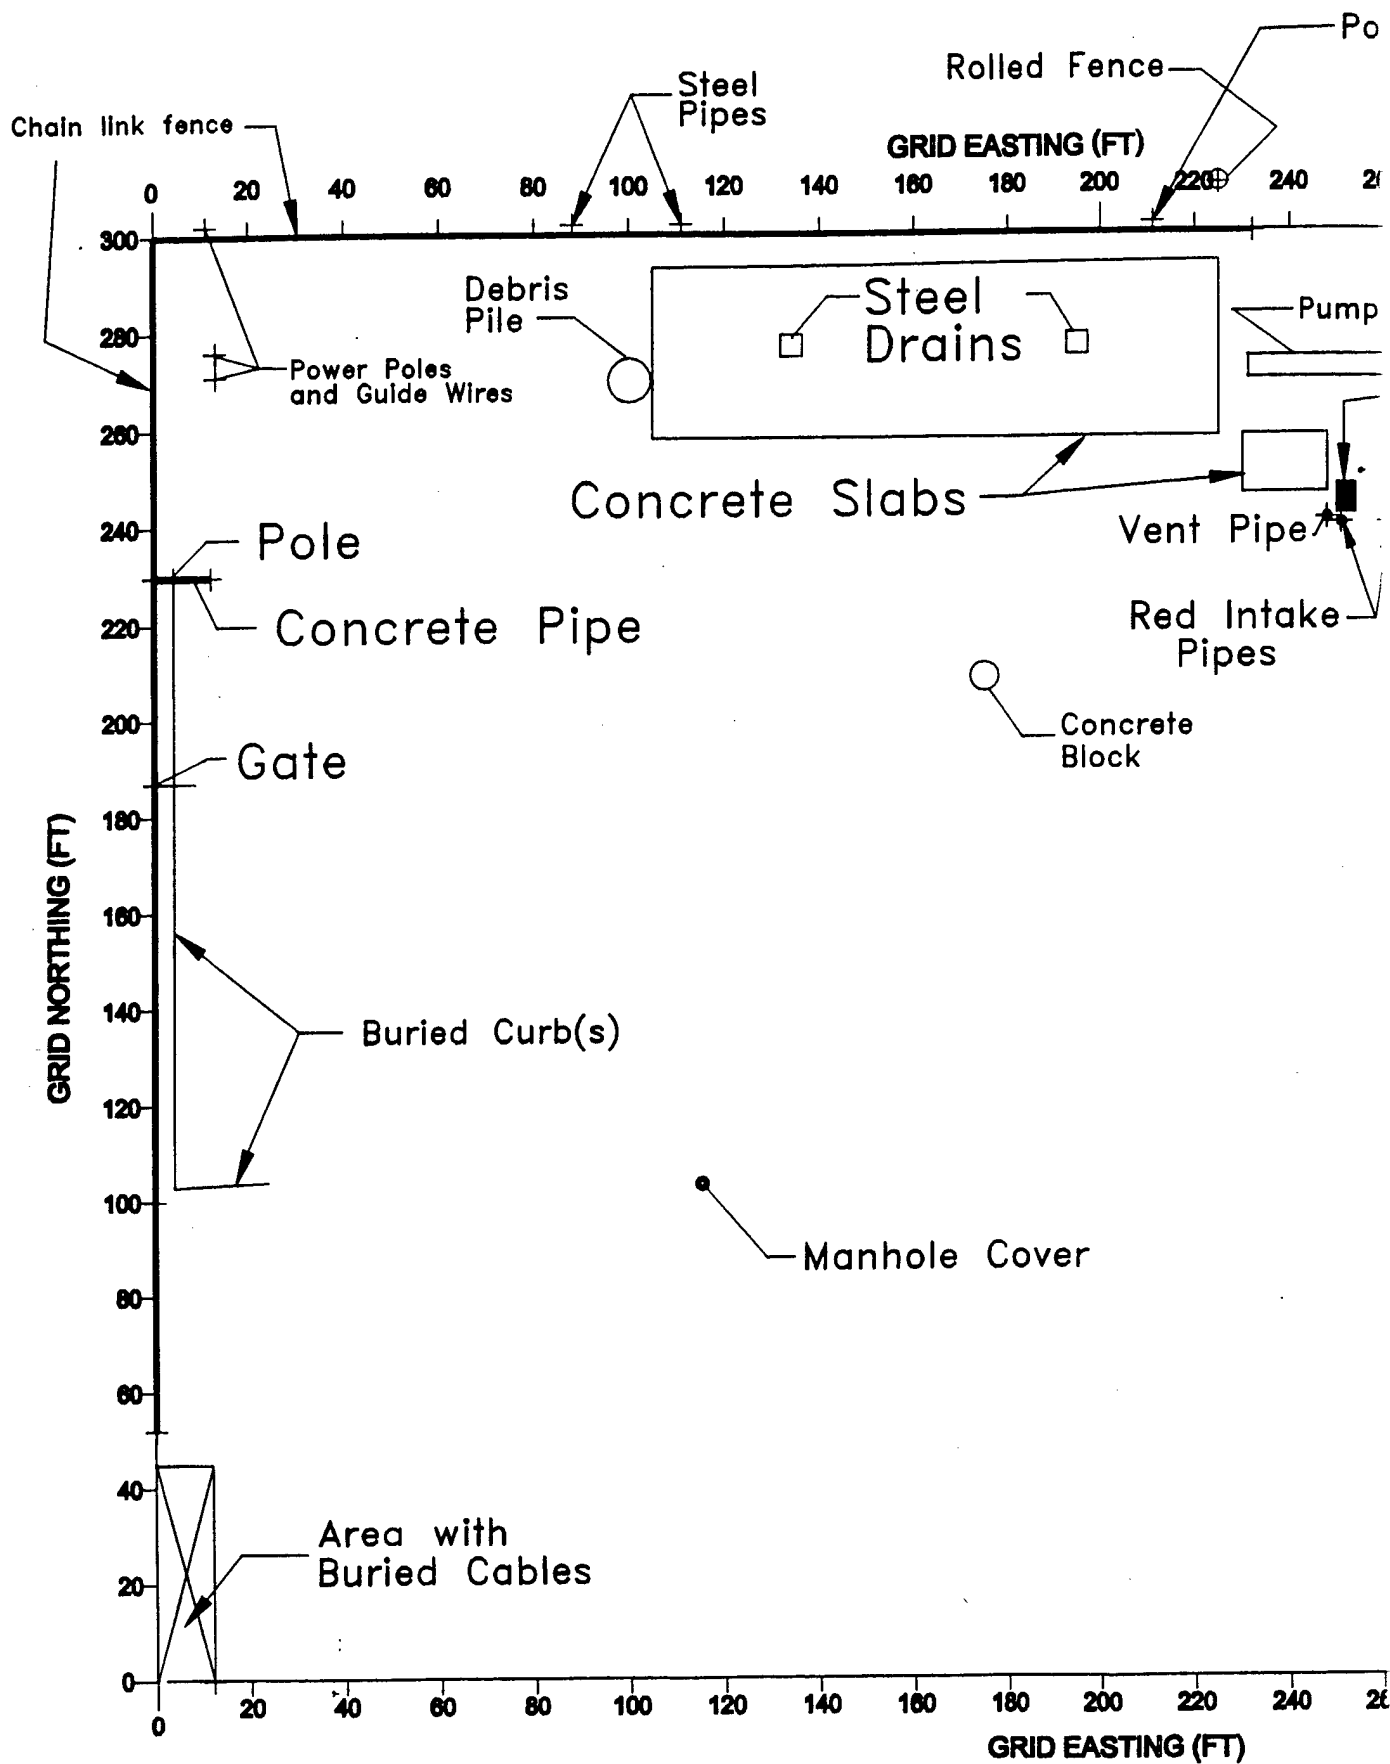 Po
Rolled Fence
Steel
Pipes
Chain link fence
GRID EASTING (FT)
0 20 40 60 80 100 120 140 160 180 200 220 240
300
Debris
Pile
Steel
Drains
Pump
280
Power Poles
and Guide Wires
260
Concrete Slabs
240
Vent Pipe
Pole
Red Intake
Pipes
220
Concrete Pipe
200
Concrete
Block
Gate
180
GRID NORTHING (FT)
160
140
Buried Curb(s)
120
100
Manhole Cover
80
60
40
Area with
Buried Cables
20
0
0 20 40 60 80 100 120 140 160 180 200 220 240
GRID EASTING (FT)